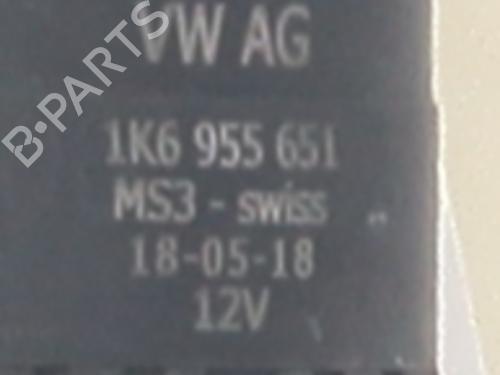 B-PARTS
VW AG
1K6 955 651
MS3 - swiss
18-05-18
12V